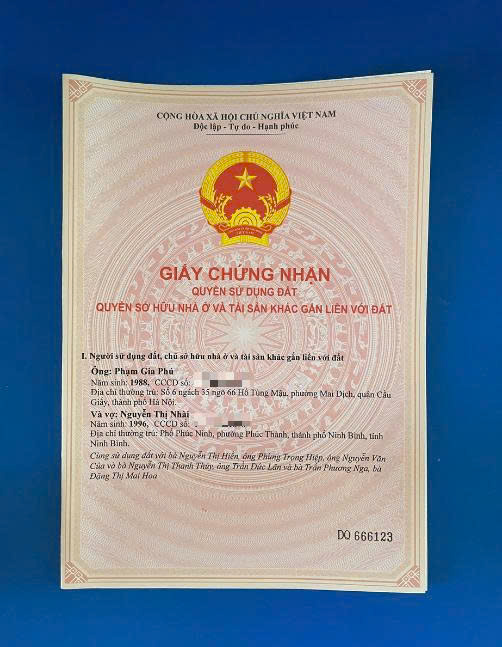 CỘNG HÒA XÃ HỘI CHỦ NGHĨA VIỆT NAM
Độc lập - Tự do - Hạnh phúc
GIẤY CHỨNG NHẬN
QUYỀN SỬ DỤNG ĐẤT
QUYỀN SỞ HỮU NHÀ Ở VÀ TÀI SẢN KHÁC GẮN LIỀN VỚI ĐẤT
I. Người sử dụng đất, chủ sở hữu nhà ở và tài sản khác gắn liền với đất
Ông: Phạm Gia Phú
Năm sinh: 1988, CCCD số:
Địa chỉ thường trú: Số 6 ngách 35 ngõ 66 Hồ Tùng Mậu, phường Mai Dịch, quận Cầu
Giấy, thành phố Hà Nội.
Và vợ: Nguyễn Thị Nhài
Năm sinh: 1996, CCCD số:
Địa chỉ thường trú: Phố Phúc Ninh, phường Phúc Thành, thành phố Ninh Bình, tỉnh
Ninh Bình.
Cùng sử dụng đất với bà Nguyễn Thị Hiền, ông Phùng Trọng Hiệp, ông Nguyễn Văn
Của và bà Nguyễn Thị Thanh Thủy, ông Trần Đức Lân và bà Trần Phương Nga, bà
Đặng Thị Mai Hoa
DQ 666123